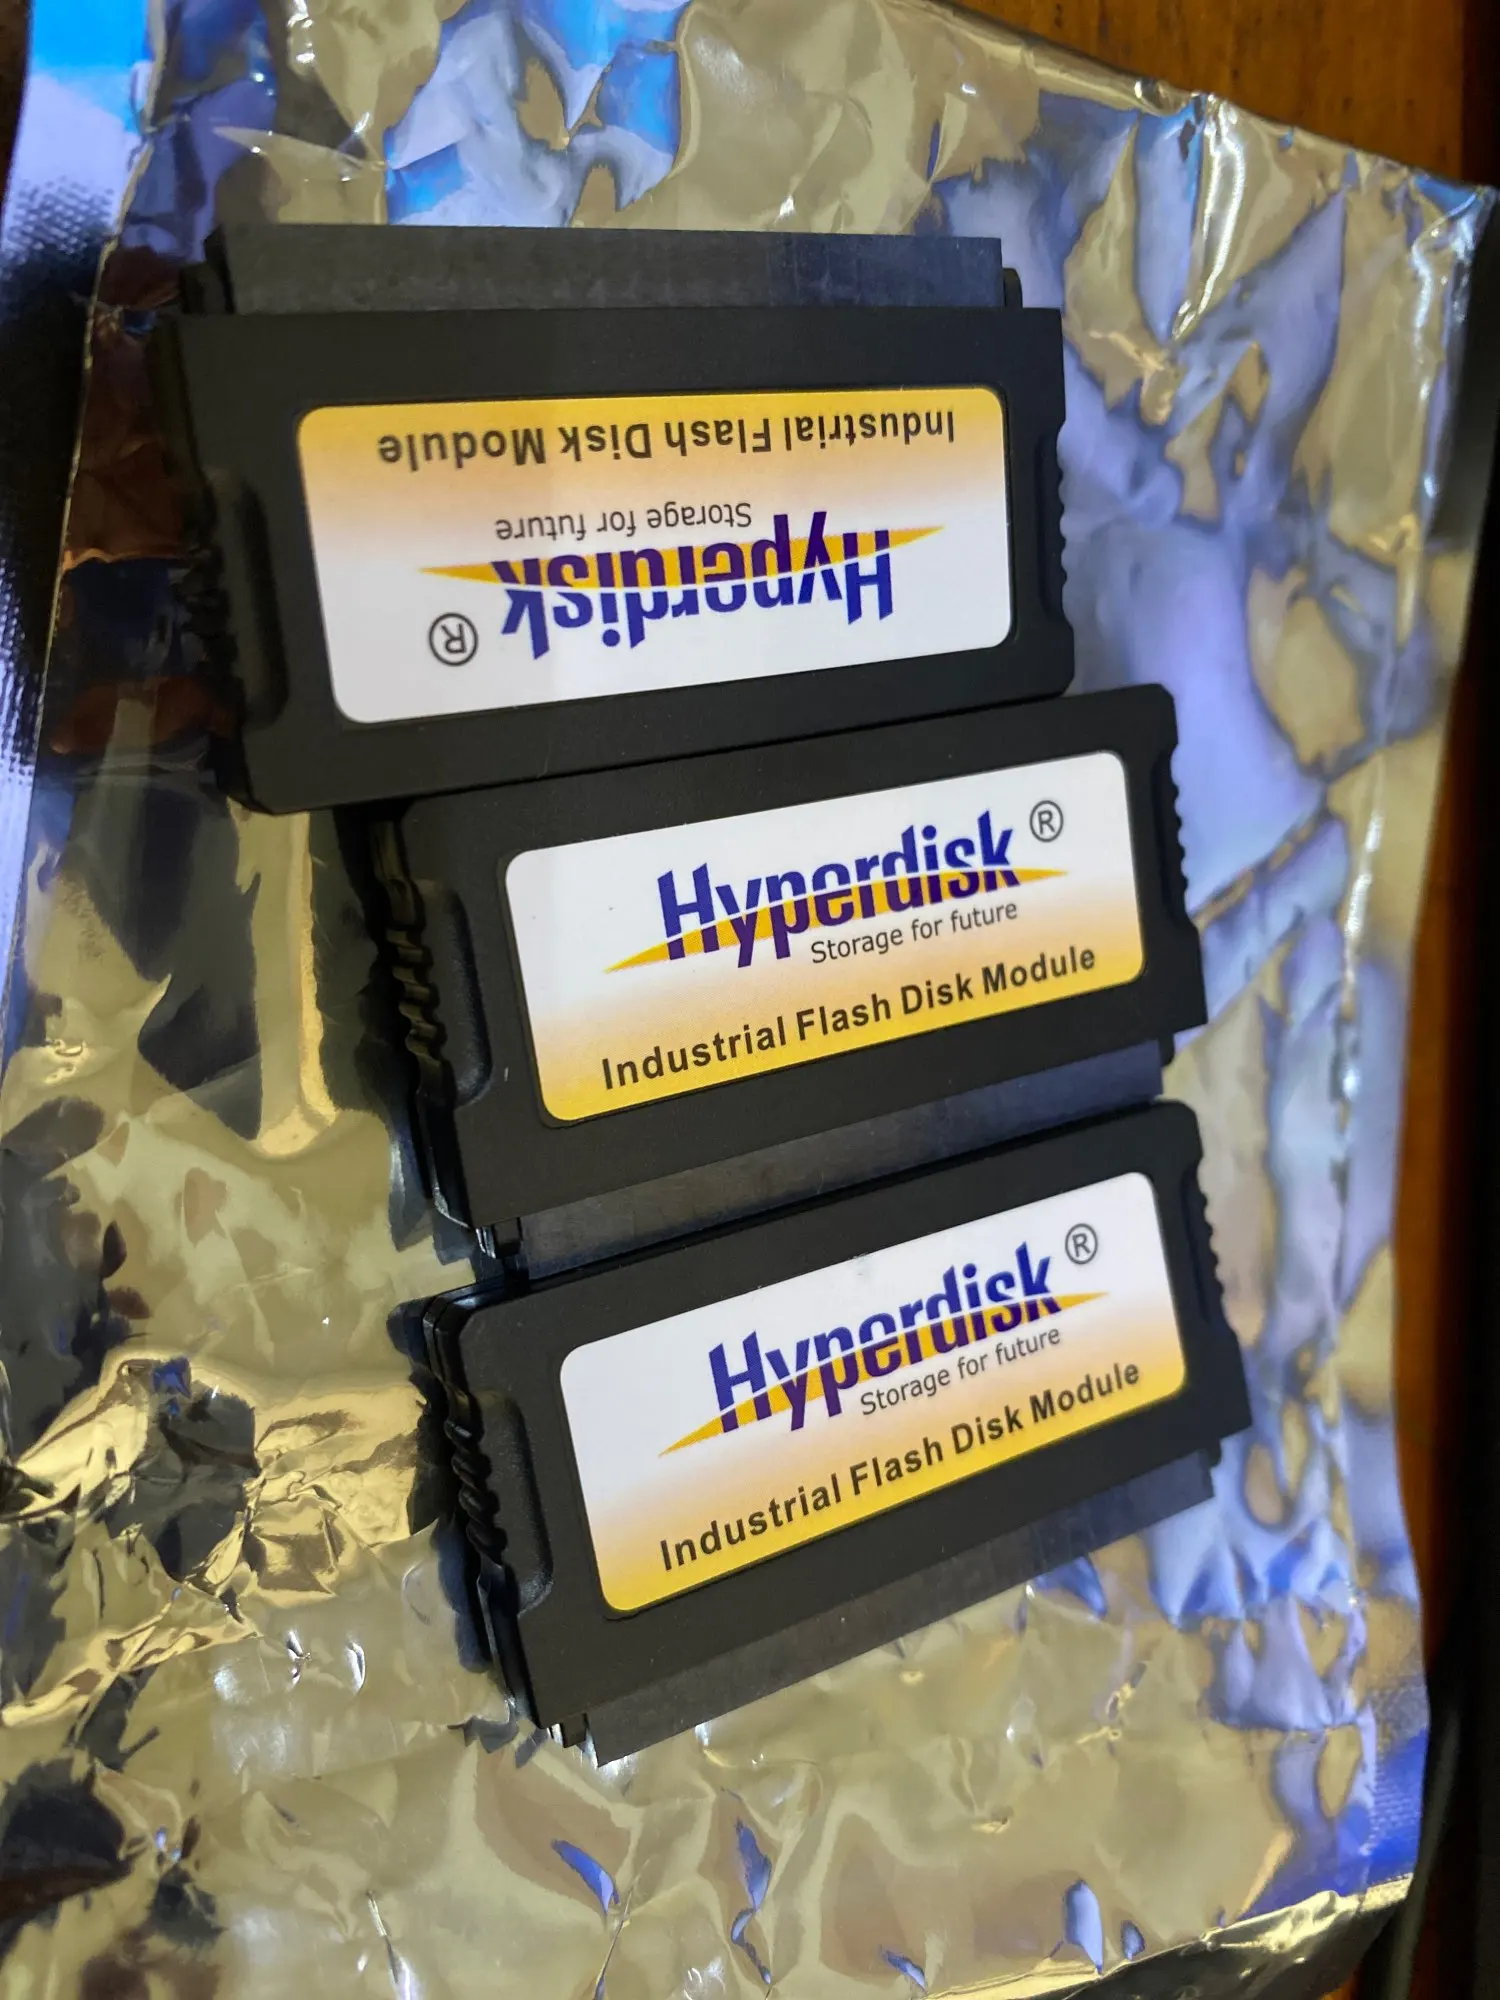 Hyperdisk ®
Storage for future
Industrial Flash Disk Module
Hyperdisk ®
Storage for future
Industrial Flash Disk Module
Hyperdisk ®
Storage for future
Industrial Flash Disk Module